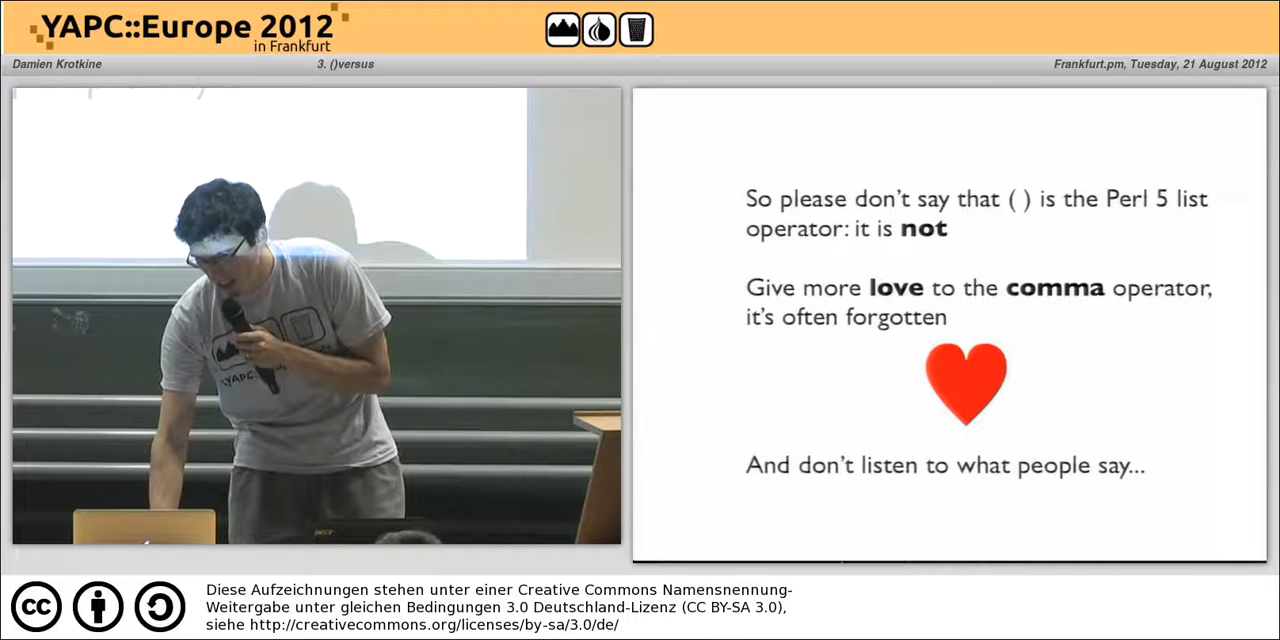 YAPC::Europe 2012
in Frankfurt
Damien Krotkine
3. ()versus
Frankfurt.pm, Tuesday, 21 August 2012
YAPC
So please don't say that ( ) is the Perl 5 list
operator: it is not
Give more love to the comma operator,
it's often forgotten
And don't listen to what people say...
cc
Diese Aufzeichnungen stehen unter einer Creative Commons Namensnennung-
Weitergabe unter gleichen Bedingungen 3.0 Deutschland-Lizenz (CC BY-SA 3.0),
siehe http://creativecommons.org/licenses/by-sa/3.0/de/